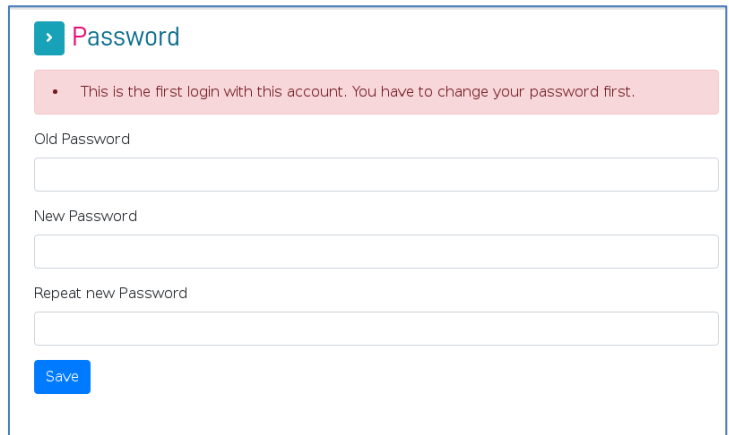 Password
• This is the first login with this account. You have to change your password first.
Old Password
New Password
Repeat new Password
Save